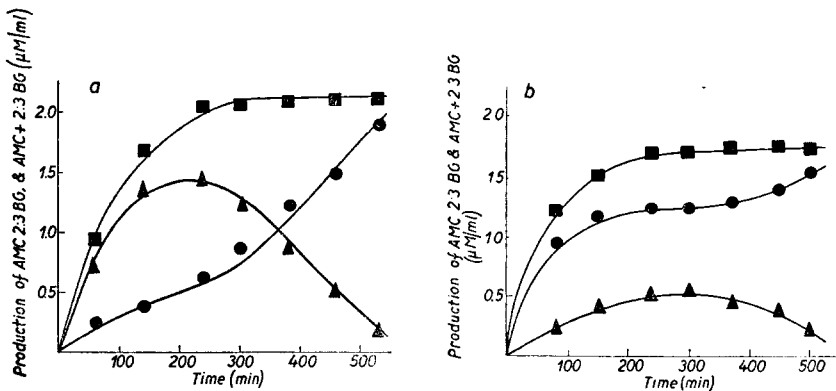 Production of AMC 2:3 BG, & AMC+ 2:3 BG (μM/ml)
a
2.0
1.5
1.0
0.5
100
200
300
400
500
Time (min)
Production of AMC 2·3 BG & AMC+2·3 BG
(μM/ml)
b
2 0
1.5
1.0
0.5
100
200
300
400
500
Time (min)